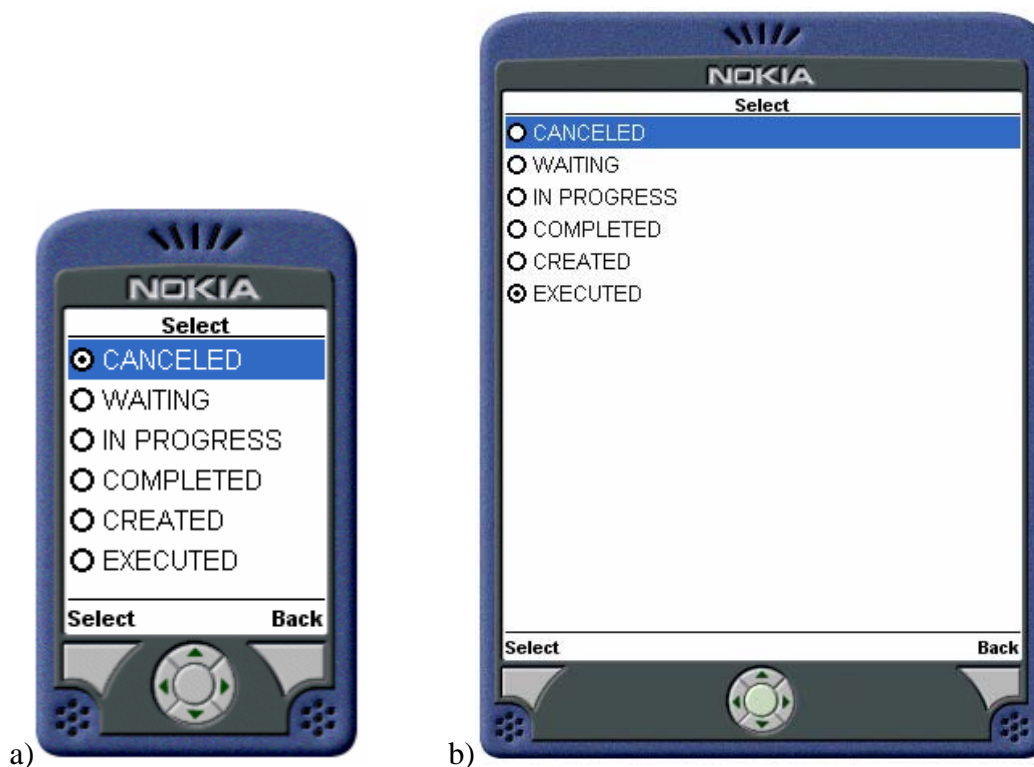 NOKIA
Select
CANCELED
WAITING
IN PROGRESS
COMPLETED
CREATED
EXECUTED
Select Back
a)
NOKIA
Select
CANCELED
WAITING
IN PROGRESS
COMPLETED
CREATED
EXECUTED
Select Back
b)